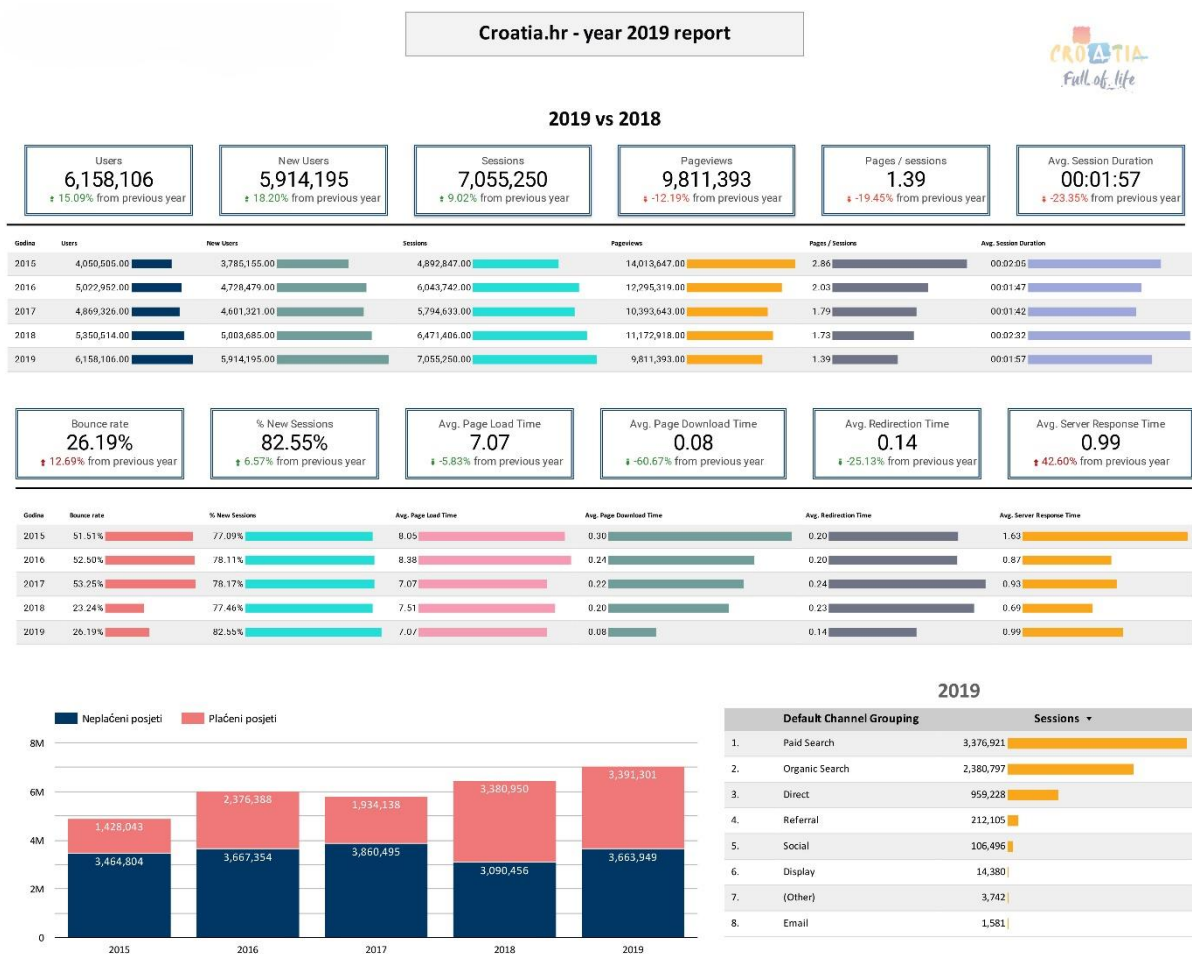 Croatia.hr - year 2019 report
CROATIA
Full of life
2019 vs 2018
Users
6,158,106
15.09% from previous year
New Users
5,914,195
18.20% from previous year
Sessions
7,055,250
9.02% from previous year
Pageviews
9,811,393
-12.19% from previous year
Pages / sessions
1.39
-19.45% from previous year
Avg. Session Duration
00:01:57
-23.35% from previous year
Godina Users New Users Sessions Pageviews Pages / Sessions Avg. Session Duration
2015 4,050,505.00 3,785,155.00 4,892,847.00 14,013,647.00 2.86 00:02:05
2016 5,022,952.00 4,728,479.00 6,043,742.00 12,295,319.00 2.03 00:01:47
2017 4,869,326.00 4,601,321.00 5,794,633.00 10,393,643.00 1.79 00:01:42
2018 5,350,514.00 5,003,685.00 6,471,406.00 11,172,918.00 1.73 00:02:32
2019 6,158,106.00 5,914,195.00 7,055,250.00 9,811,393.00 1.39 00:01:57
Bounce rate
26.19%
12.69% from previous year
% New Sessions
82.55%
6.57% from previous year
Avg. Page Load Time
7.07
-5.83% from previous year
Avg. Page Download Time
0.08
-60.67% from previous year
Avg. Redirection Time
0.14
-25.13% from previous year
Avg. Server Response Time
0.99
42.60% from previous year
Godina Bounce rate % New Sessions Avg. Page Load Time Avg. Page Download Time Avg. Redirection Time Avg. Server Response Time
2015 51.51% 77.09% 8.05 0.30 0.20 1.63
2016 52.50% 78.11% 8.38 0.24 0.20 0.87
2017 53.25% 78.17% 7.07 0.22 0.24 0.93
2018 23.24% 77.46% 7.51 0.20 0.23 0.69
2019 26.19% 82.55% 7.07 0.08 0.14 0.99
Neplaćeni posjeti Plaćeni posjeti
8M
6M
4M
2M
0
1,428,043
3,464,804
2,376,388
3,667,354
1,934,138
3,860,495
3,380,950
3,090,456
3,391,301
3,663,949
2015 2016 2017 2018 2019
2019
Default Channel Grouping Sessions
1. Paid Search 3,376,921
2. Organic Search 2,380,797
3. Direct 959,228
4. Referral 212,105
5. Social 106,496
6. Display 14,380
7. (Other) 3,742
8. Email 1,581